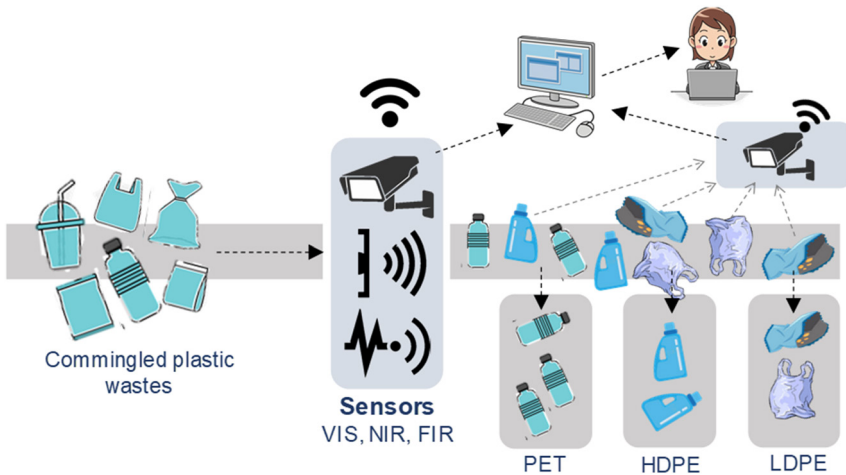 Commingled plastic
wastes
Sensors
VIS, NIR, FIR
PET
HDPE
LDPE